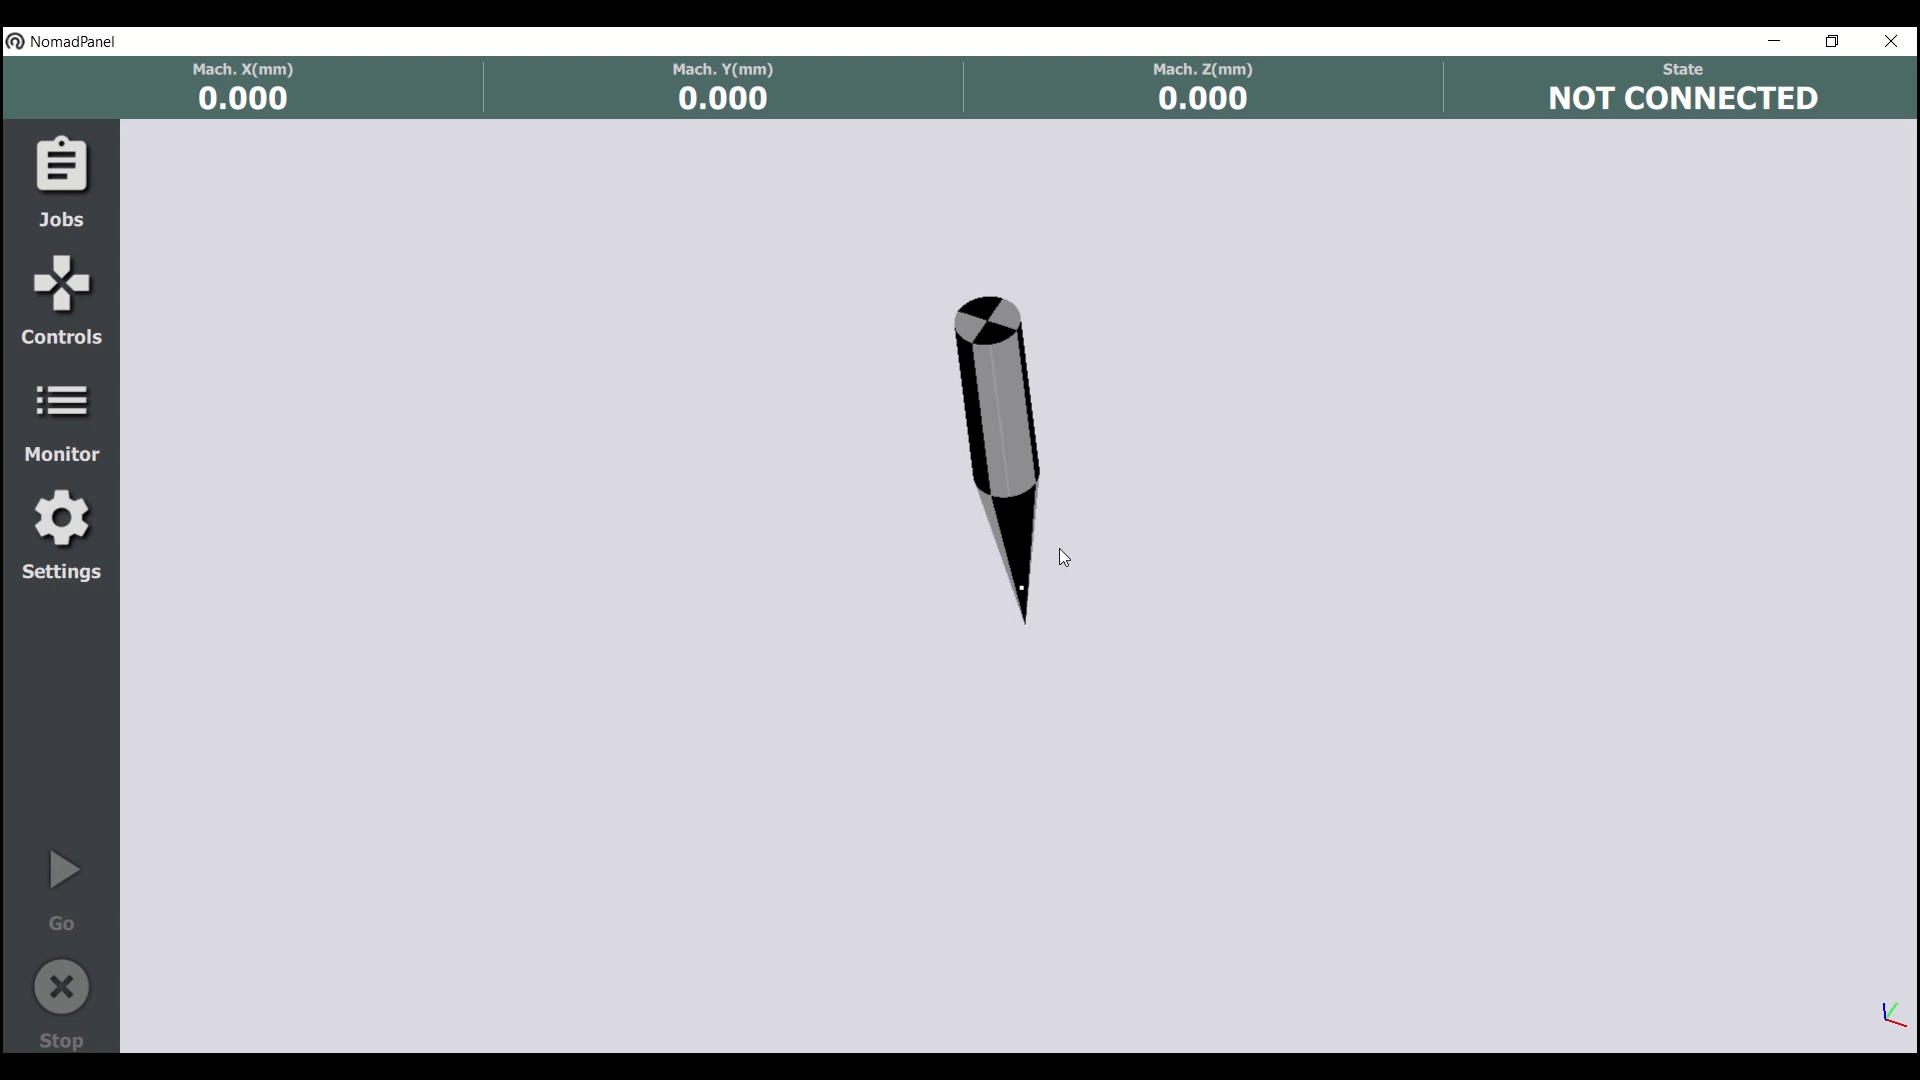 NomadPanel
Mach. X(mm)
0.000
Mach. Y(mm)
0.000
Mach. Z(mm)
0.000
State
NOT CONNECTED
Jobs
Controls
Monitor
Settings
Go
Stop